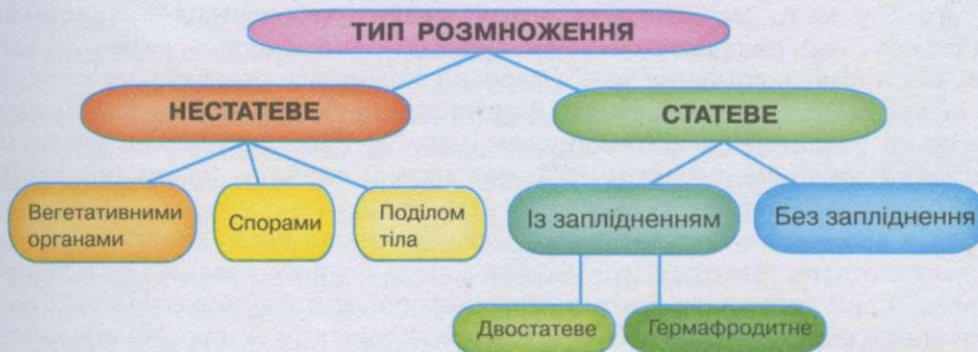 ТИП РОЗМНОЖЕННЯ
НЕСТАТЕВЕ
СТАТЕВЕ
Вегетативними
органами
Спорами
Поділом
тіла
Із заплідненням
Без запліднення
Двостатеве
Гермафродитне